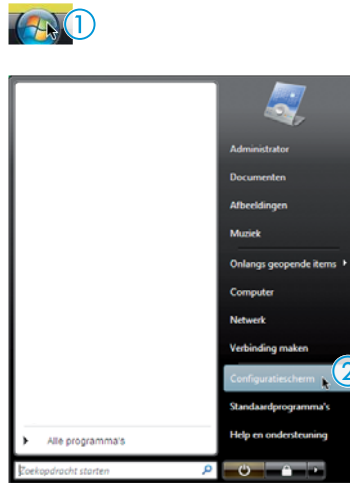 1
Administrator
Documenten
Afbeeldingen
Muziek
Onlangs geopende items
Computer
Netwerk
Verbinding maken
Configuratiescherm 2
Standaardprogramma's
Help en ondersteuning
Alle programma's
Zoekopdracht starten